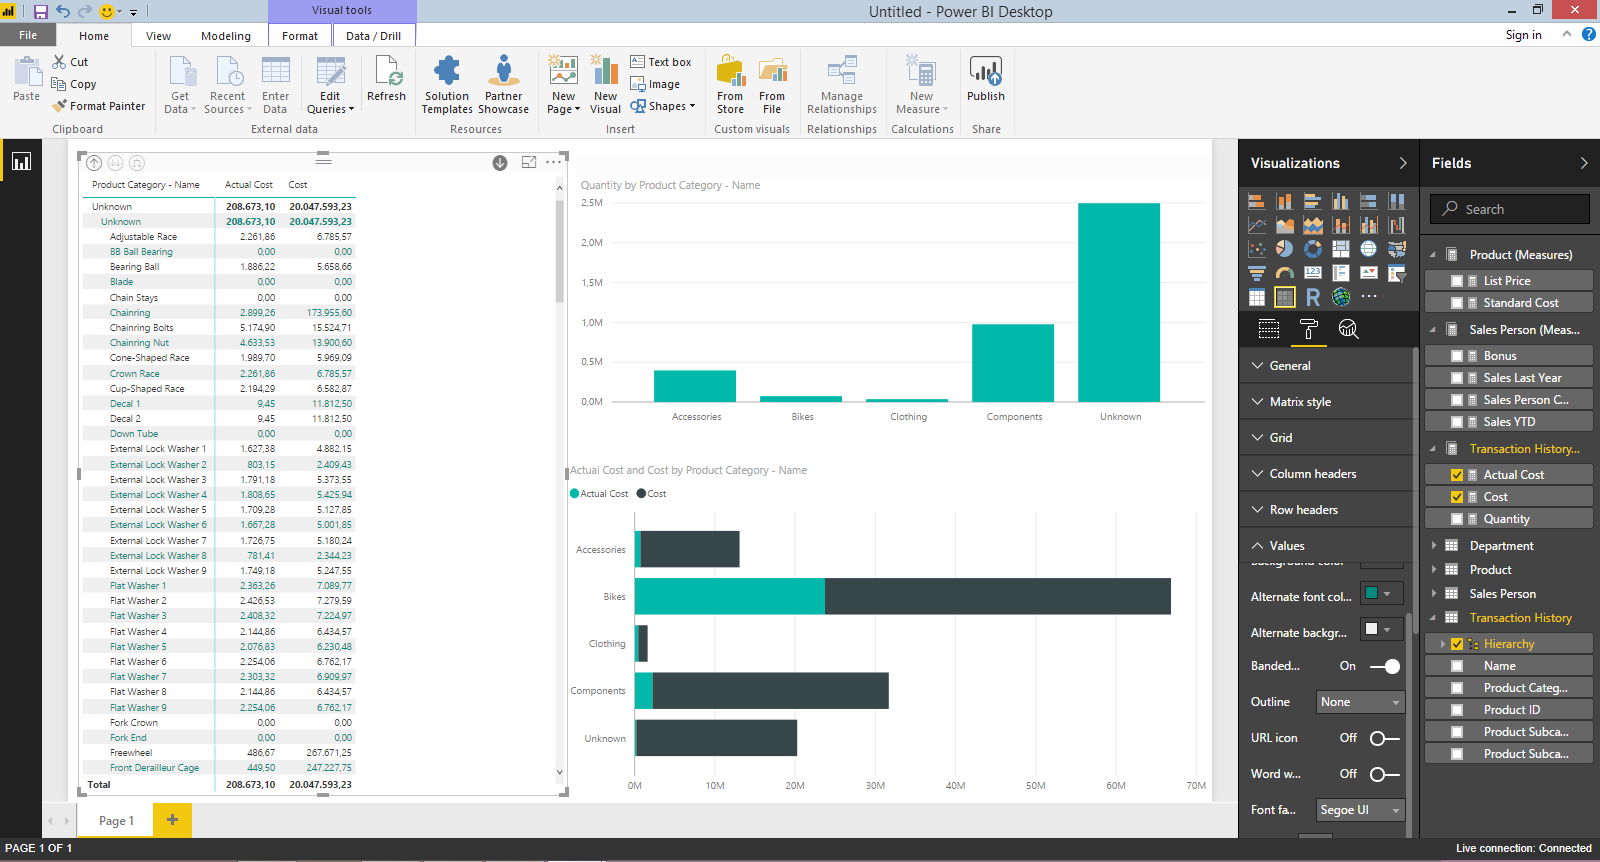 Visual tools
Untitled - Power BI Desktop
File Home View Modeling Format Data / Drill Sign in
Paste
Cut
Copy
Format Painter
Clipboard
Get Data
Recent Sources
Enter Data
Edit Queries
Refresh
External data
Solution Templates
Partner Showcase
Resources
New Page
New Visual
Text box
Image
Shapes
Insert
From Store
From File
Custom visuals
Manage Relationships
Relationships
New Measure
Calculations
Publish
Share
Product Category - Name Actual Cost Cost
Unknown 208.673,10 20.047.593,23
Unknown 208.673,10 20.047.593,23
Adjustable Race 2.261,86 6.785,57
BB Ball Bearing 0,00 0,00
Bearing Ball 1.886,22 5.658,66
Blade 0,00 0,00
Chain Stays 0,00 0,00
Chainring 2.899,26 173.955,60
Chainring Bolts 5.174,90 15.524,71
Chainring Nut 4.633,53 13.900,60
Cone-Shaped Race 1.989,70 5.969,09
Crown Race 2.261,86 6.785,57
Cup-Shaped Race 2.194,29 6.582,87
Decal 1 9,45 11.812,50
Decal 2 9,45 11.812,50
Down Tube 0,00 0,00
External Lock Washer 1 1.627,38 4.882,15
External Lock Washer 2 803,15 2.409,43
External Lock Washer 3 1.791,18 5.373,55
External Lock Washer 4 1.808,65 5.425,94
External Lock Washer 5 1.709,28 5.127,85
External Lock Washer 6 1.667,28 5.001,85
External Lock Washer 7 1.726,75 5.180,24
External Lock Washer 8 781,41 2.344,23
External Lock Washer 9 1.749,18 5.247,55
Flat Washer 1 2.363,26 7.089,77
Flat Washer 2 2.426,53 7.279,59
Flat Washer 3 2.408,32 7.224,97
Flat Washer 4 2.144,86 6.434,57
Flat Washer 5 2.076,83 6.230,48
Flat Washer 6 2.254,06 6.762,17
Flat Washer 7 2.303,32 6.909,97
Flat Washer 8 2.144,86 6.434,57
Flat Washer 9 2.254,06 6.762,17
Fork Crown 0,00 0,00
Fork End 0,00 0,00
Freewheel 486,67 267.671,25
Front Derailleur Cage 449,50 247.227,75
Total 208.673,10 20.047.593,23
Quantity by Product Category - Name
2,5M
2,0M
1,5M
1,0M
0,5M
0,0M
Accessories Bikes Clothing Components Unknown
Actual Cost and Cost by Product Category - Name
Actual Cost Cost
Accessories
Bikes
Clothing
Components
Unknown
0M 10M 20M 30M 40M 50M 60M 70M
Visualizations
123
R
General
Matrix style
Grid
Column headers
Row headers
Values
Background color
Alternate font col...
Alternate backgr...
Banded... On
Outline None
URL icon Off
Word w... Off
Font fa... Segoe UI
Fields
Search
Product (Measures)
List Price
Standard Cost
Sales Person (Meas...
Bonus
Sales Last Year
Sales Person C...
Sales YTD
Transaction History...
Actual Cost
Cost
Quantity
Department
Product
Sales Person
Transaction History
Hierarchy
Name
Product Categ...
Product ID
Product Subca...
Product Subca...
Page 1
PAGE 1 OF 1
Live connection: Connected